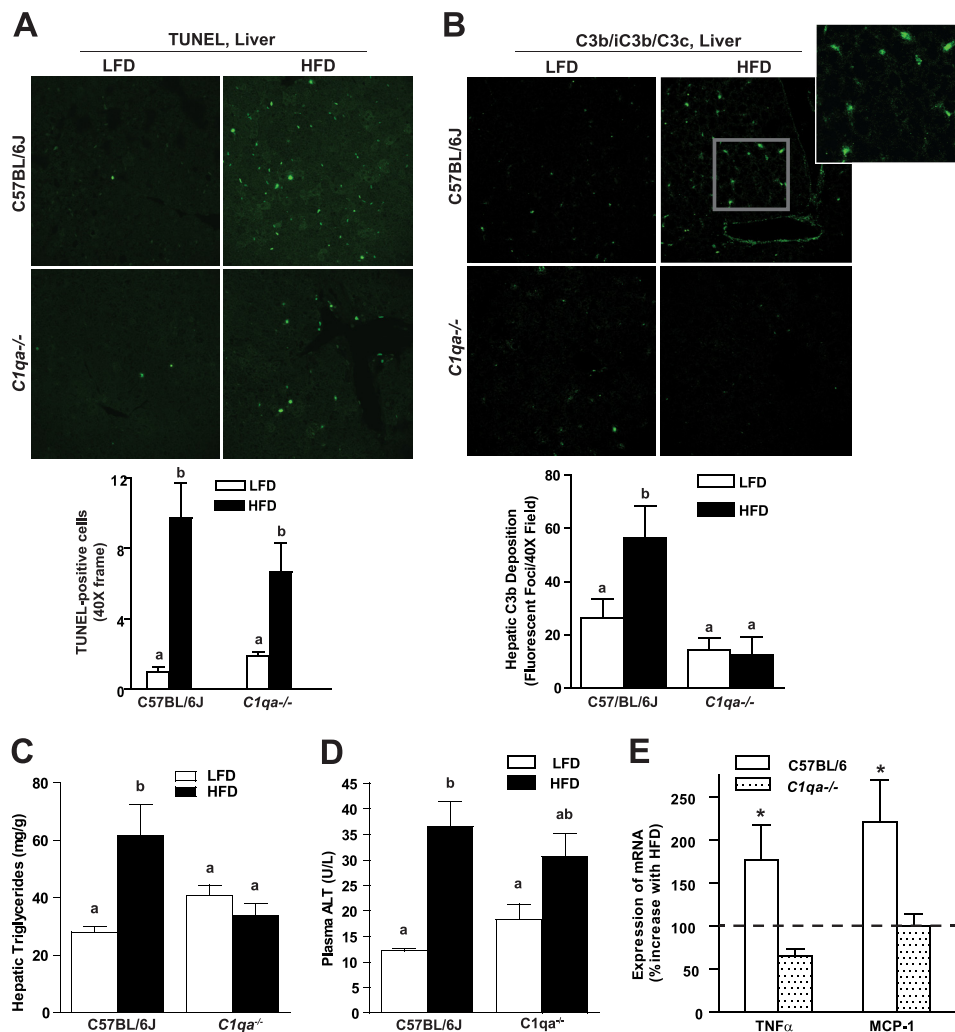 A
TUNEL, Liver
LFD
HFD
C57BL/6J
C1qa-/-
12
8
4
0
TUNEL-positive cells
(40X frame)
LFD
HFD
a
b
a
b
C57BL/6J
C1qa-/-
B
C3b/iC3b/C3c, Liver
LFD
HFD
C57BL/6J
C1qa-/-
80
60
40
20
0
Hepatic C3b Deposition
(Fluorescent Foci/40X Field)
LFD
HFD
a
b
a
a
C57/BL/6J
C1qa-/-
C
80
60
40
20
0
Hepatic Triglycerides (mg/g)
LFD
HFD
a
b
a
a
C57BL/6J
C1qa-/-
D
45
40
35
30
25
20
15
10
5
0
Plasma ALT (U/L)
LFD
HFD
a
b
a
ab
C57BL/6J
C1qa-/-
E
C57BL/6
C1qa-/-
250
200
150
100
50
0
Expression of mRNA
(% increase with HFD)
*
*
TNFα
MCP-1